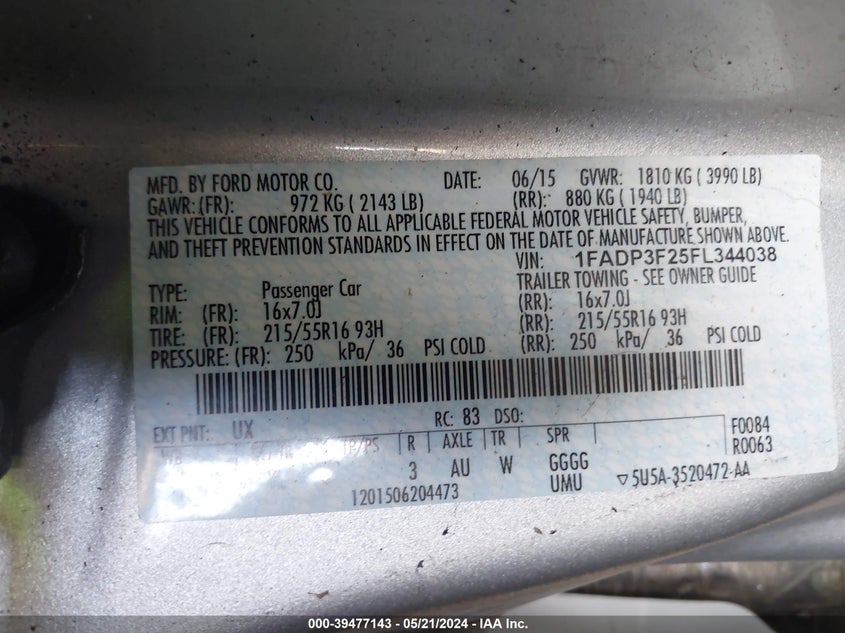 MFD. BY FORD MOTOR CO. DATE: 06/15 GVWR: 1810 KG ( 3990 LB)
GAWR: (FR): 972 KG ( 2143 LB) (RR): 880 KG ( 1940 LB)
THIS VEHICLE CONFORMS TO ALL APPLICABLE FEDERAL MOTOR VEHICLE SAFETY, BUMPER,
AND THEFT PREVENTION STANDARDS IN EFFECT ON THE DATE OF MANUFACTURE SHOWN ABOVE.
VIN: 1FADP3F25FL344038
TYPE: Passenger Car TRAILER TOWING - SEE OWNER GUIDE
RIM: (FR): 16x7.0J (RR): 16x7.0J
TIRE: (FR): 215/55R16 93H (RR): 215/55R16 93H
PRESSURE: (FR): 250 kPa/ 36 PSI COLD (RR): 250 kPa/ 36 PSI COLD
RC: 83 DSO:
EXT PNT: UX F0084
R AXLE TR SPR R0063
3 AU W GGGG
UMU ▽5U5A-3520472-AA
1201506204473
000-39477143 - 05/21/2024 - IAA Inc.